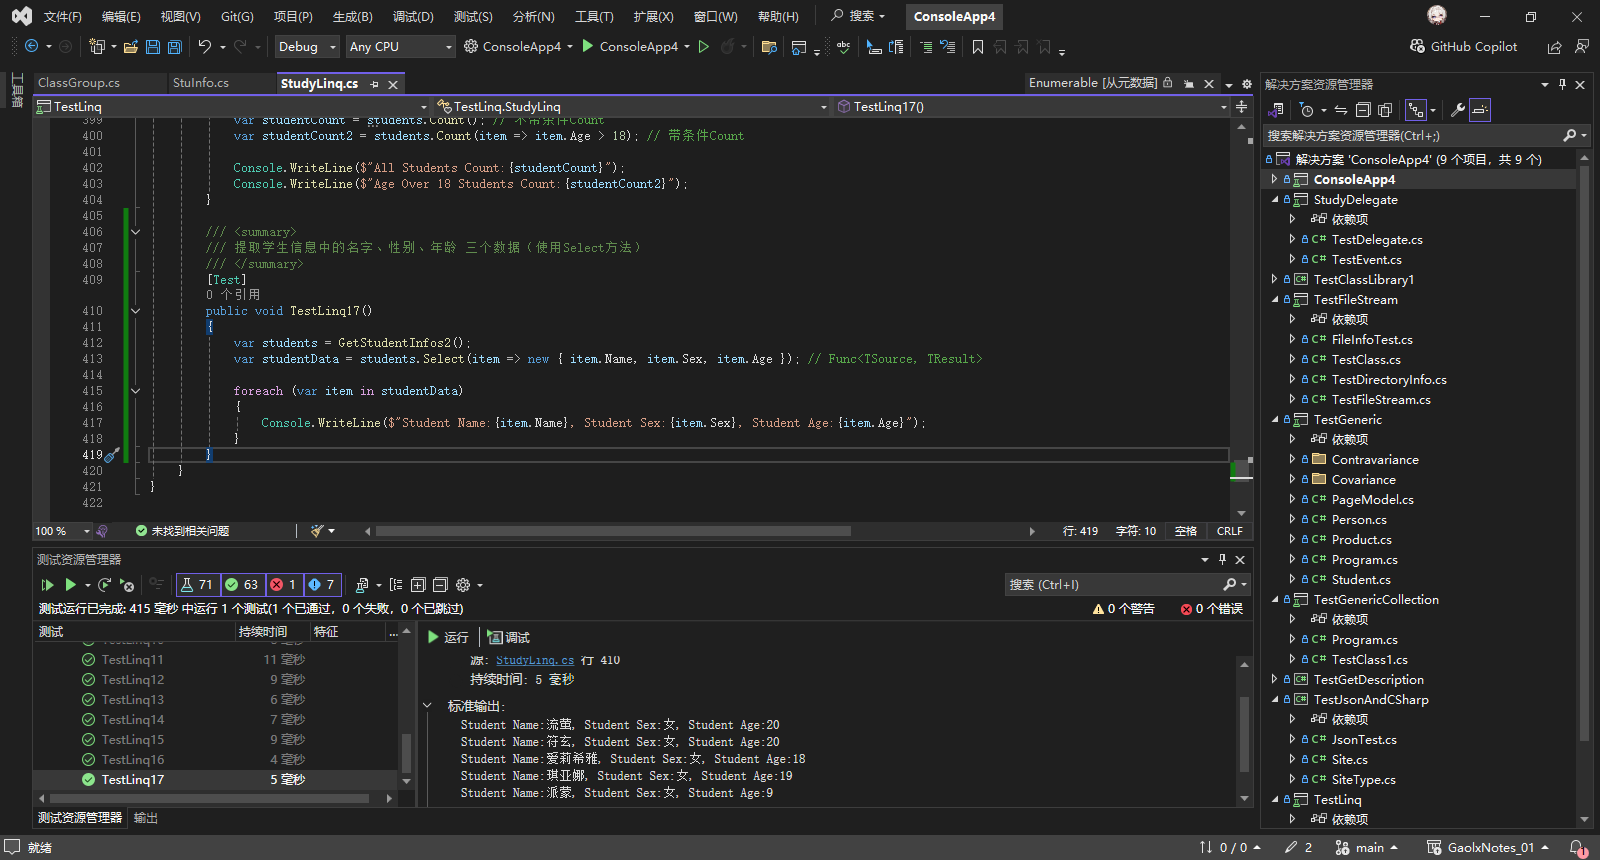 文件(F) 编辑(E) 视图(V) Git(G) 项目(P) 生成(B) 调试(D) 测试(S) 分析(N) 工具(T) 扩展(X) 窗口(W) 帮助(H) 搜索 ConsoleApp4
Debug Any CPU ConsoleApp4 ConsoleApp4 GitHub Copilot
工具箱
ClassGroup.cs StuInfo.cs StudyLinq.cs Enumerable [从元数据]
TestLinq TestLinq.StudyLinq TestLinq17()
399 var studentCount = students.Count(); // 不带条件Count
400 var studentCount2 = students.Count(item => item.Age > 18); // 带条件Count
401
402 Console.WriteLine($"All Students Count:{studentCount}");
403 Console.WriteLine($"Age Over 18 Students Count:{studentCount2}");
404 }
405
406 /// <summary>
407 /// 提取学生信息中的名字、性别、年龄 三个数据（使用Select方法）
408 /// </summary>
409 [Test]
0 个引用
410 public void TestLinq17()
411 {
412 var students = GetStudentInfos2();
413 var studentData = students.Select(item => new { item.Name, item.Sex, item.Age }); // Func<TSource, TResult>
414
415 foreach (var item in studentData)
416 {
417 Console.WriteLine($"Student Name:{item.Name}, Student Sex:{item.Sex}, Student Age:{item.Age}");
418 }
419 }
420 }
421 }
422
100 % 未找到相关问题 行: 419 字符: 10 空格 CRLF
测试资源管理器
71 63 1 7 搜索 (Ctrl+I)
测试运行已完成: 415 毫秒 中运行 1 个测试(1 个已通过，0 个失败，0 个已跳过) 0 个警告 0 个错误
测试 持续时间 特征 ...
TestLinq11 11 毫秒
TestLinq12 9 毫秒
TestLinq13 6 毫秒
TestLinq14 7 毫秒
TestLinq15 9 毫秒
TestLinq16 4 毫秒
TestLinq17 5 毫秒
运行 调试
源: StudyLinq.cs 行 410
持续时间: 5 毫秒
标准输出:
Student Name:流萤, Student Sex:女, Student Age:20
Student Name:符玄, Student Sex:女, Student Age:20
Student Name:爱莉希雅, Student Sex:女, Student Age:18
Student Name:琪亚娜, Student Sex:女, Student Age:19
Student Name:派蒙, Student Sex:女, Student Age:9
测试资源管理器 输出
解决方案资源管理器
搜索解决方案资源管理器(Ctrl+;)
解决方案 'ConsoleApp4' (9 个项目，共 9 个)
ConsoleApp4
StudyDelegate
依赖项
C# TestDelegate.cs
C# TestEvent.cs
C# TestClassLibrary1
TestFileStream
依赖项
C# FileInfoTest.cs
C# TestClass.cs
C# TestDirectoryInfo.cs
C# TestFileStream.cs
TestGeneric
依赖项
Contravariance
Covariance
C# PageModel.cs
C# Person.cs
C# Product.cs
C# Program.cs
C# Student.cs
TestGenericCollection
依赖项
C# Program.cs
C# TestClass1.cs
C# TestGetDescription
C# TestJsonAndCSharp
依赖项
C# JsonTest.cs
C# Site.cs
C# SiteType.cs
TestLinq
依赖项
就绪 0 / 0 2 main GaolxNotes_01 1